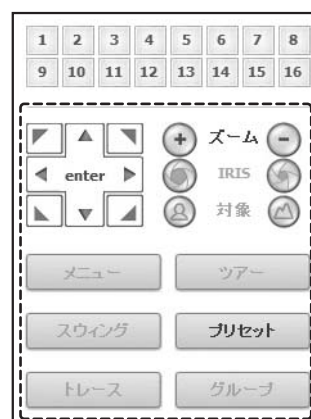 1 2 3 4 5 6 7 8
9 10 11 12 13 14 15 16
+ ズーム -
enter IRIS
対象
メニュー ツアー
スウィング プリセット
トレース グループ